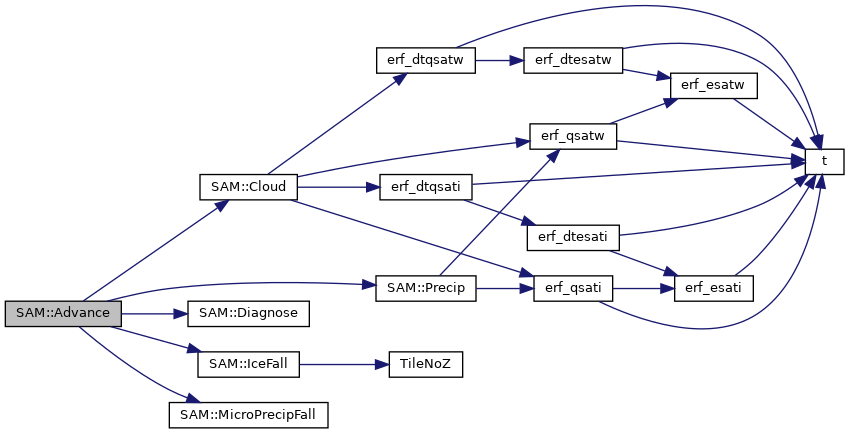 erf_dtqsatw
erf_dtesatw
erf_esatw
erf_qsatw
t
SAM::Cloud
erf_dtqsati
erf_dtesati
SAM::Precip
erf_qsati
erf_esati
SAM::Advance
SAM::Diagnose
SAM::IceFall
TileNoZ
SAM::MicroPrecipFall